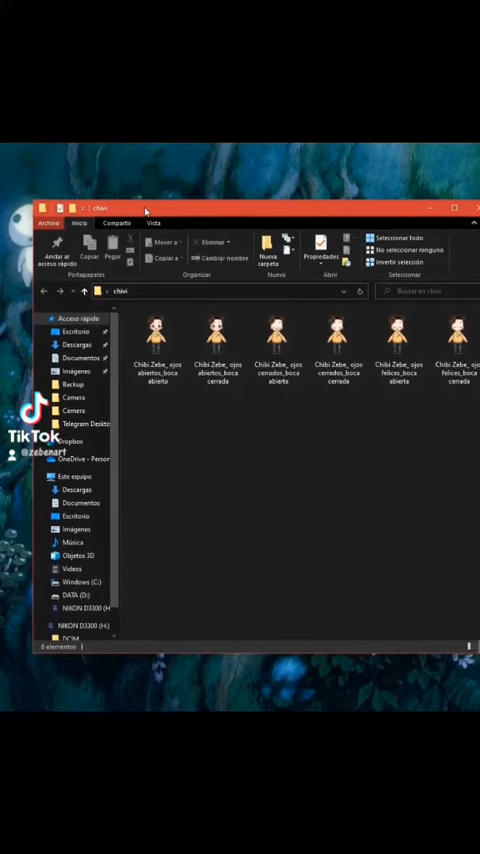 chivi
Archivo Inicio Compartir Vista
Anclar al acceso rápido
Copiar
Pegar
Mover a
Copiar a
Eliminar
Cambiar nombre
Nueva carpeta
Propiedades
Seleccionar todo
No seleccionar ninguno
Invertir selección
Portapapeles Organizar Nuevo Abrir Seleccionar
chivi
Buscar en chivi
Acceso rápido
Escritorio
Descargas
Documentos
Imágenes
Backup
Camera
Camera
Telegram Deskto
Dropbox
OneDrive - Person
Este equipo
Descargas
Documentos
Escritorio
Imágenes
Música
Objetos 3D
Videos
Windows (C:)
DATA (D:)
NIKON D3300 (H
NIKON D3300 (H:)
DCIM
Chibi Zebe_ ojos abiertos_boca abierta
Chibi Zebe_ ojos abiertos_boca cerrada
Chibi Zebe_ ojos cerrados_boca abierta
Chibi Zebe_ ojos cerrados_boca cerrada
Chibi Zebe_ ojos felices_boca abierta
Chibi Zebe_ ojos felices_boca cerrada
TikTok
@zebenart
6 elementos